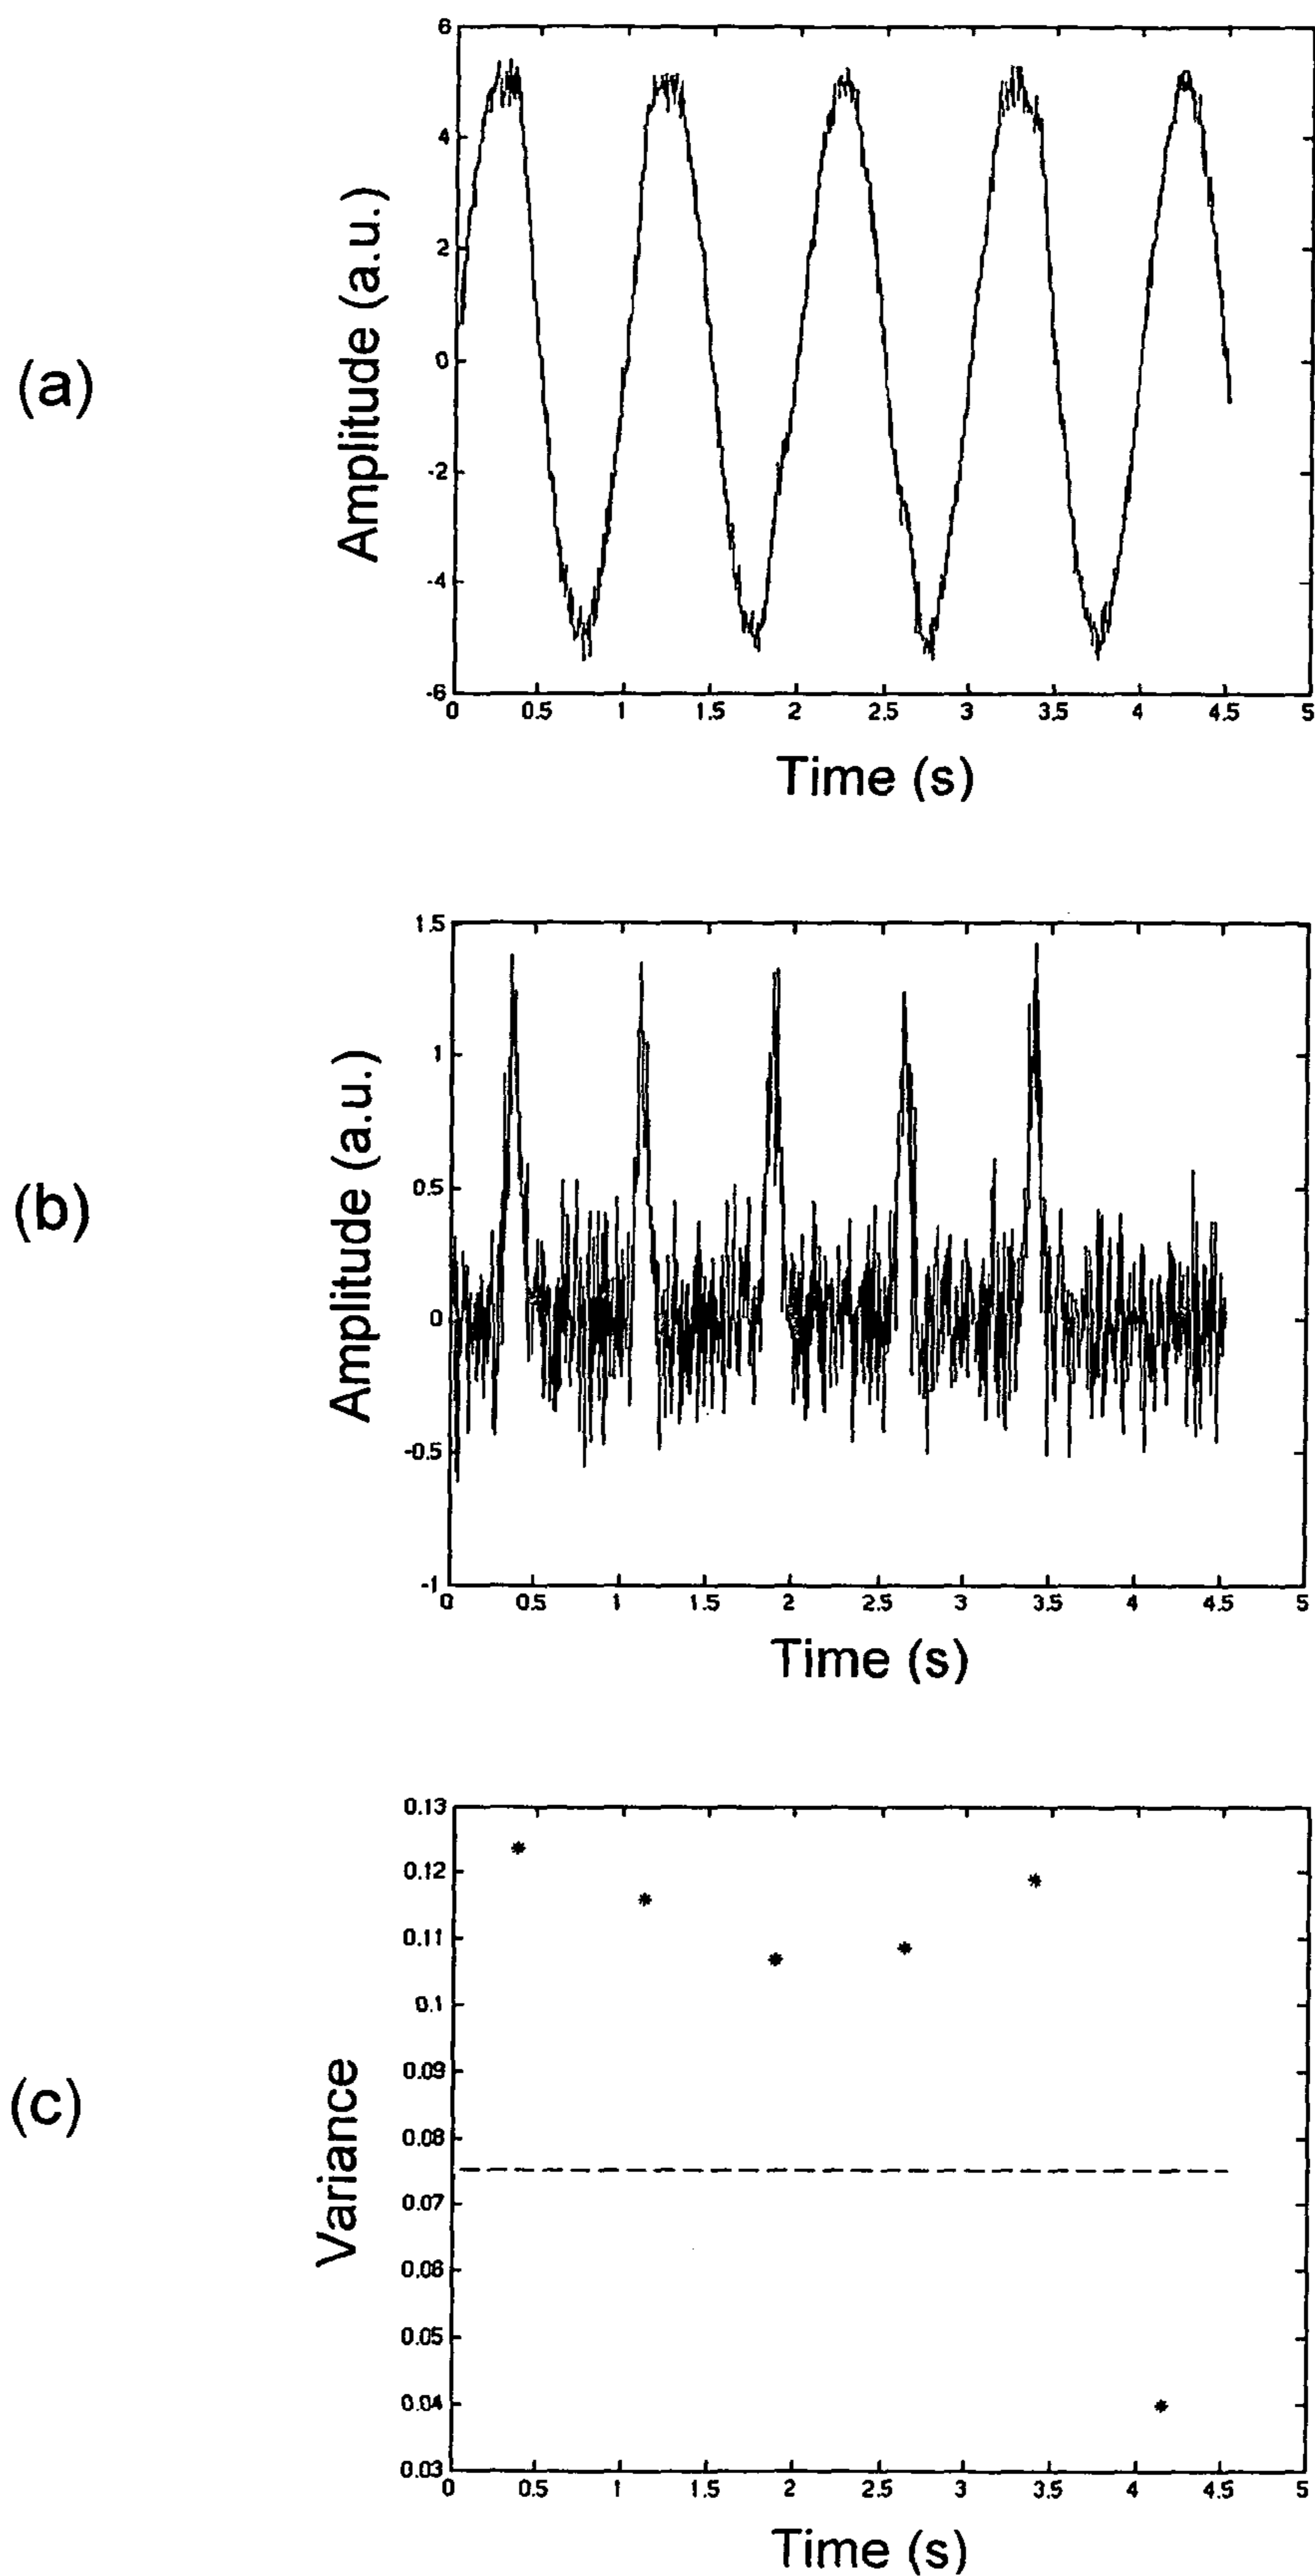 (a)
Amplitude (a.u.)
6
4
2
0
-2
-4
-6
0 0.5 1 1.5 2 2.5 3 3.5 4 4.5 5
Time (s)
(b)
Amplitude (a.u.)
1.5
1
0.5
0
-0.5
-1
0 0.5 1 1.5 2 2.5 3 3.5 4 4.5 5
Time (s)
(c)
Variance
0.13
0.12
0.11
0.1
0.09
0.08
0.07
0.06
0.05
0.04
0.03
0 0.5 1 1.5 2 2.5 3 3.5 4 4.5 5
Time (s)